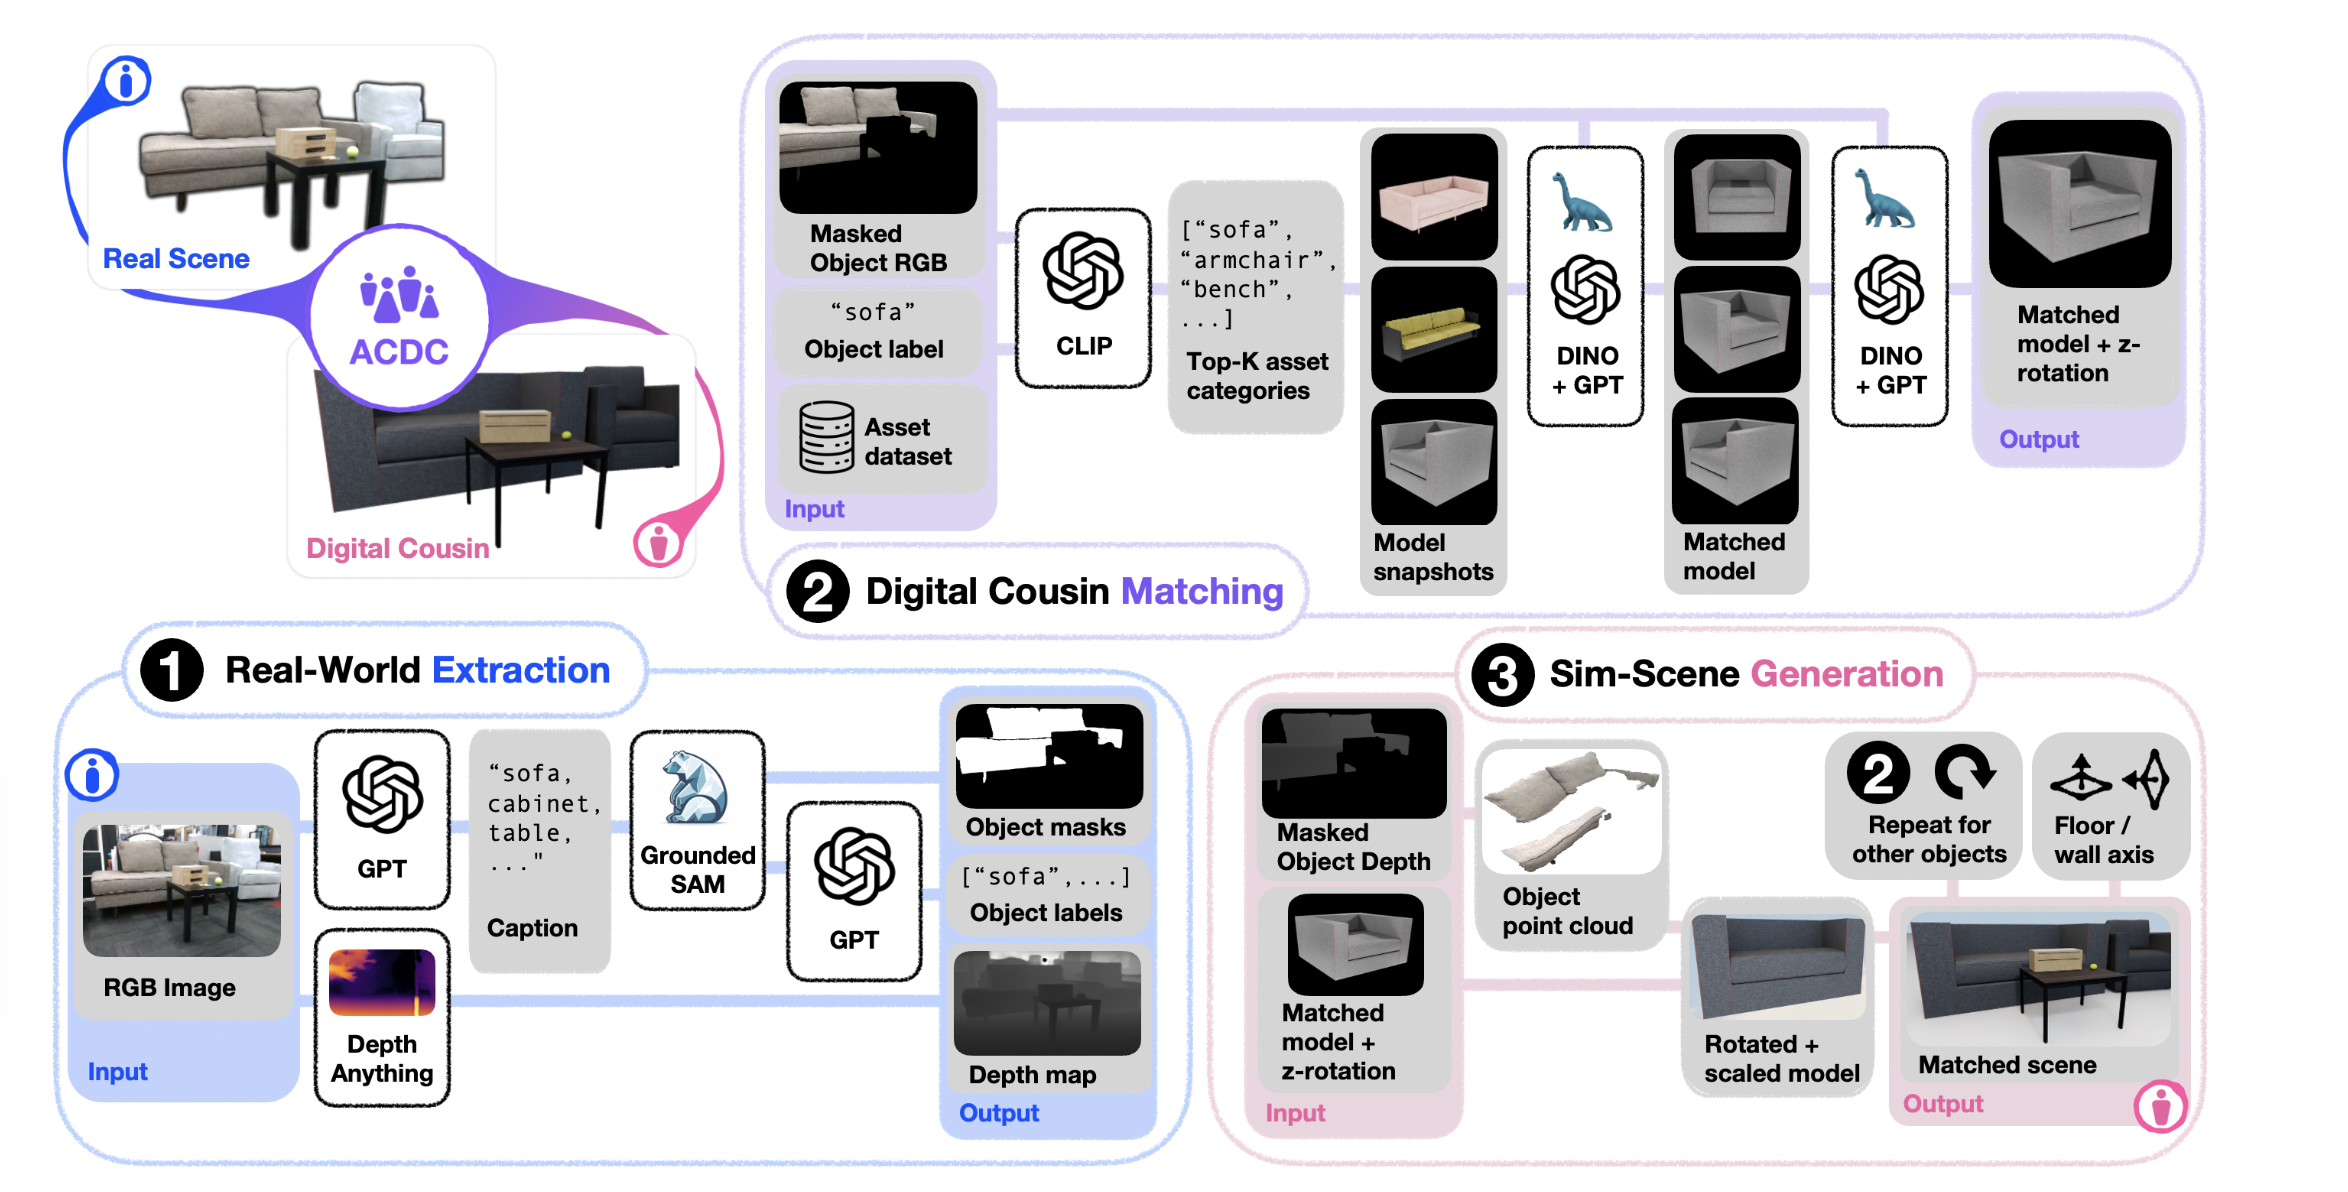 Real Scene
ACDC
Digital Cousin
Masked
Object RGB
“sofa”
Object label
Asset
dataset
Input
CLIP
[“sofa”,
“armchair”,
“bench”,
...]
Top-K asset
categories
Model
snapshots
DINO
+ GPT
Matched
model
DINO
+ GPT
Matched
model + z-
rotation
Output
2 Digital Cousin Matching
1 Real-World Extraction
RGB Image
Input
GPT
Depth
Anything
“sofa,
cabinet,
table,
..."
Caption
Grounded
SAM
GPT
Object masks
[“sofa”,...]
Object labels
Depth map
Output
3 Sim-Scene Generation
Masked
Object Depth
Matched
model +
z-rotation
Input
Object
point cloud
Rotated +
scaled model
2
Repeat for
other objects
Floor /
wall axis
Matched scene
Output